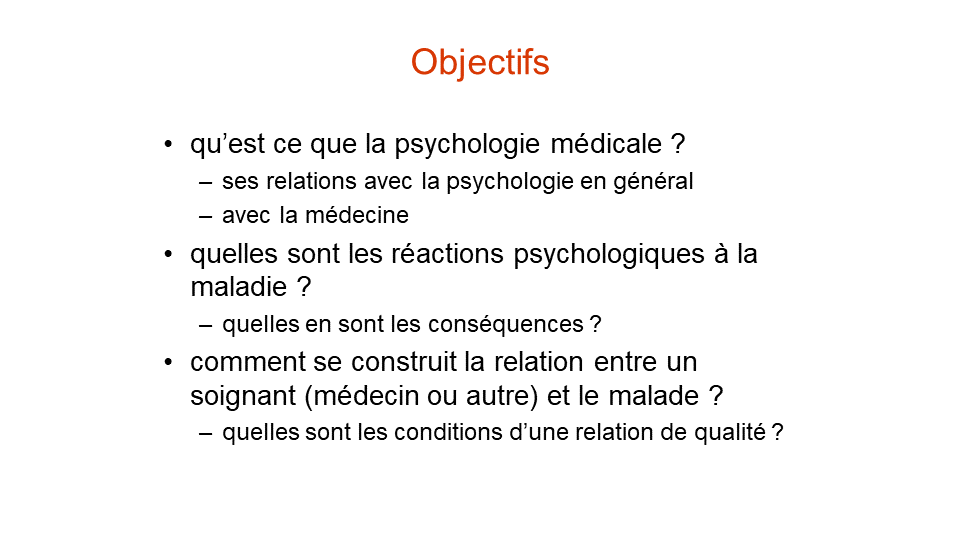 Objectifs
• qu’est ce que la psychologie médicale ?
– ses relations avec la psychologie en général
– avec la médecine
• quelles sont les réactions psychologiques à la
maladie ?
– quelles en sont les conséquences ?
• comment se construit la relation entre un
soignant (médecin ou autre) et le malade ?
– quelles sont les conditions d’une relation de qualité ?